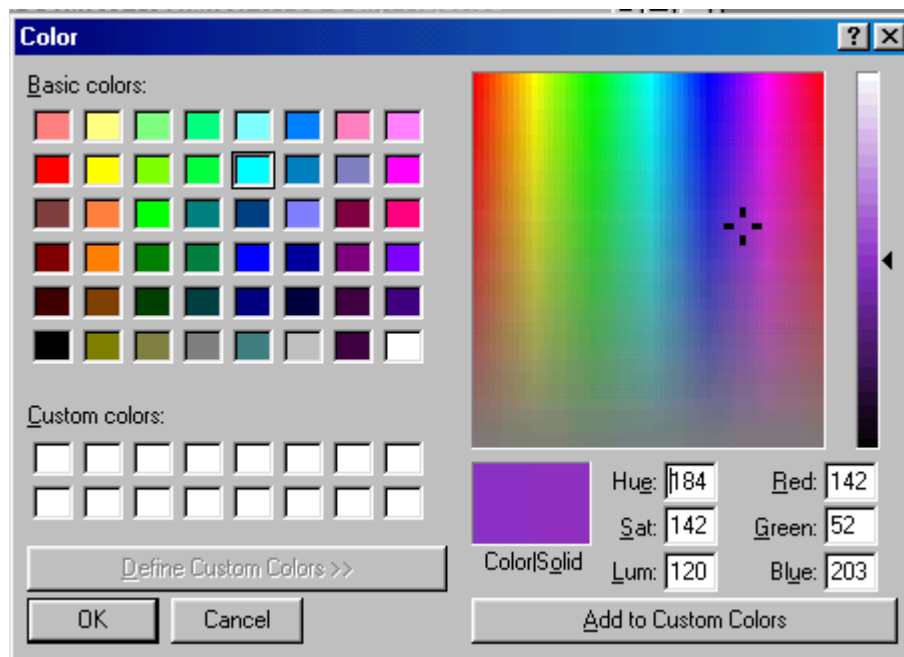 Color
Basic colors:
Custom colors:
Define Custom Colors >>
OK
Cancel
Color|Solid
Hue: 184
Sat: 142
Lum: 120
Red: 142
Green: 52
Blue: 203
Add to Custom Colors